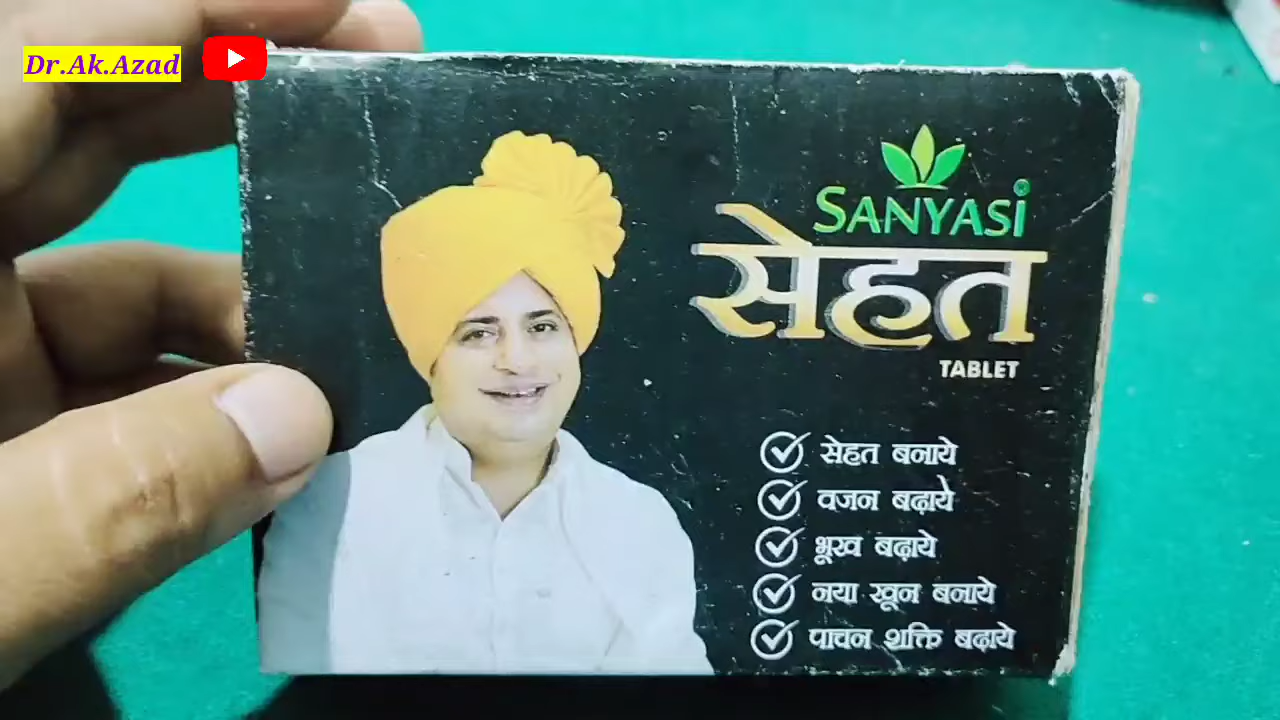 Dr.Ak.Azad
SANYASI®
सेहत
TABLET
सेहत बनाये
वजन बढ़ाये
भूख बढ़ाये
नया खून बनाये
पाचन शक्ति बढाये